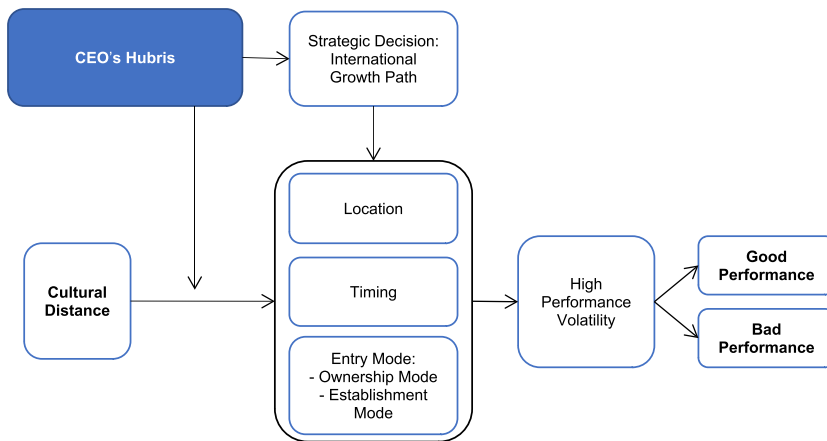 CEO's Hubris
Strategic Decision:
International
Growth Path
Location
Cultural
Distance
Timing
Entry Mode:
- Ownership Mode
- Establishment
Mode
High
Performance
Volatility
Good
Performance
Bad
Performance